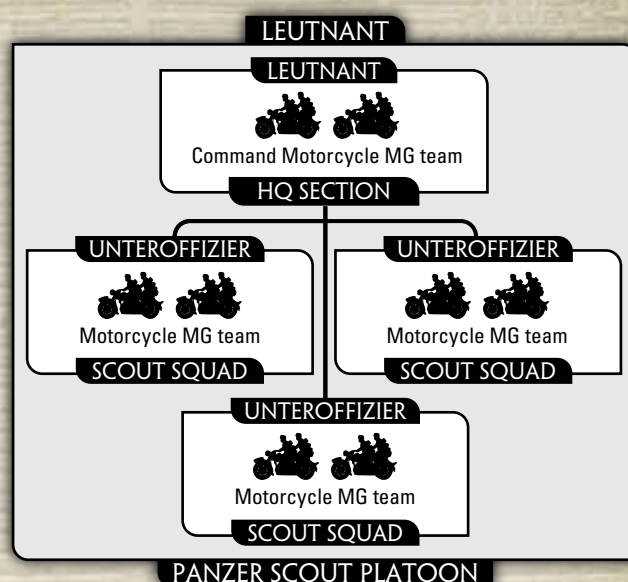 LEUTNANT
LEUTNANT
Command Motorcycle MG team
HQ SECTION
UNTEROFFIZIER
Motorcycle MG team
SCOUT SQUAD
UNTEROFFIZIER
Motorcycle MG team
SCOUT SQUAD
UNTEROFFIZIER
Motorcycle MG team
SCOUT SQUAD
PANZER SCOUT PLATOON